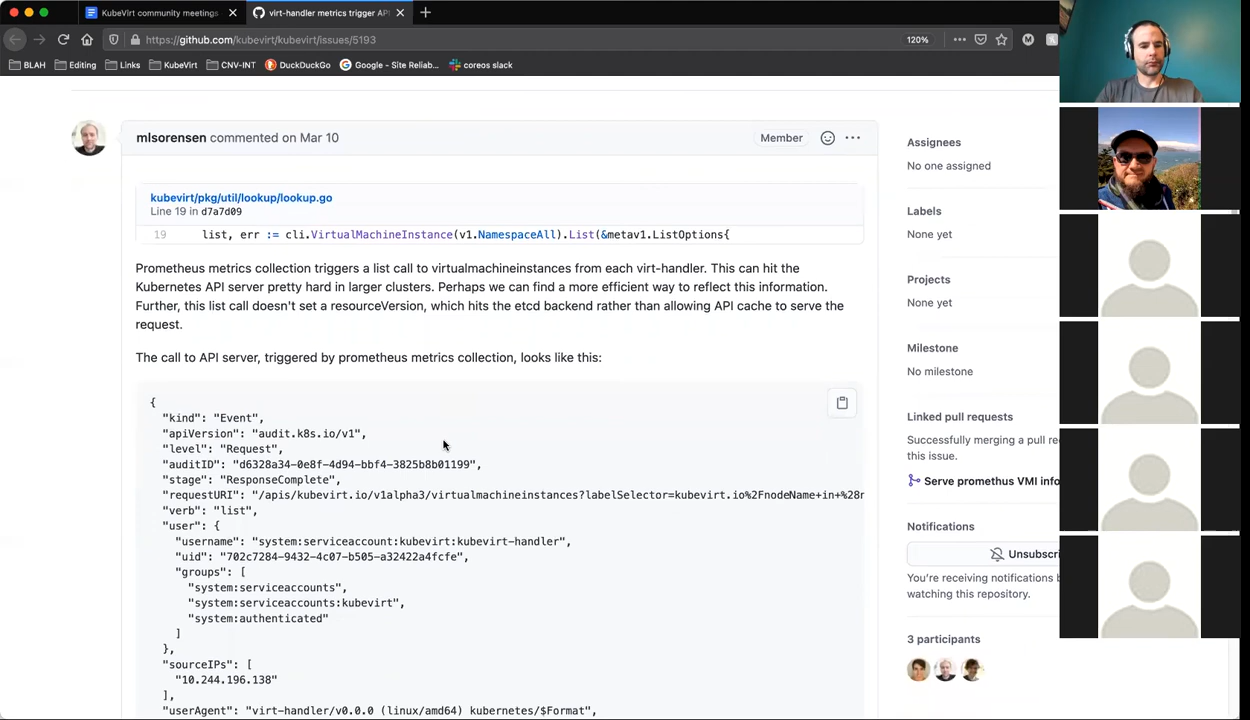 KubeVirt community meetings
virt-handler metrics trigger API
https://github.com/kubevirt/kubevirt/issues/5193
120%
BLAH
Editing
Links
KubeVirt
CNV-INT
DuckDuckGo
Google - Site Reliab...
coreos slack
mlsorensen commented on Mar 10
Member
kubevirt/pkg/util/lookup/lookup.go
Line 19 in d7a7d09
19 list, err := cli.VirtualMachineInstance(v1.NamespaceAll).List(&metav1.ListOptions{
Prometheus metrics collection triggers a list call to virtualmachineinstances from each virt-handler. This can hit the
Kubernetes API server pretty hard in larger clusters. Perhaps we can find a more efficient way to reflect this information.
Further, this list call doesn't set a resourceVersion, which hits the etcd backend rather than allowing API cache to serve the
request.
The call to API server, triggered by prometheus metrics collection, looks like this:
{
"kind": "Event",
"apiVersion": "audit.k8s.io/v1",
"level": "Request",
"auditID": "d6328a34-0e8f-4d94-bbf4-3825b8b01199",
"stage": "ResponseComplete",
"requestURI": "/apis/kubevirt.io/v1alpha3/virtualmachineinstances?labelSelector=kubevirt.io%2FnodeName+in+%28r
"verb": "list",
"user": {
"username": "system:serviceaccount:kubevirt:kubevirt-handler",
"uid": "702c7284-9432-4c07-b505-a32422a4fcfe",
"groups": [
"system:serviceaccounts",
"system:serviceaccounts:kubevirt",
"system:authenticated"
]
},
"sourceIPs": [
"10.244.196.138"
],
"userAgent": "virt-handler/v0.0.0 (linux/amd64) kubernetes/$Format",
Assignees
No one assigned
Labels
None yet
Projects
None yet
Milestone
No milestone
Linked pull requests
Successfully merging a pull re
this issue.
Serve promethus VMI info
Notifications
Unsubscri
You're receiving notifications b
watching this repository.
3 participants